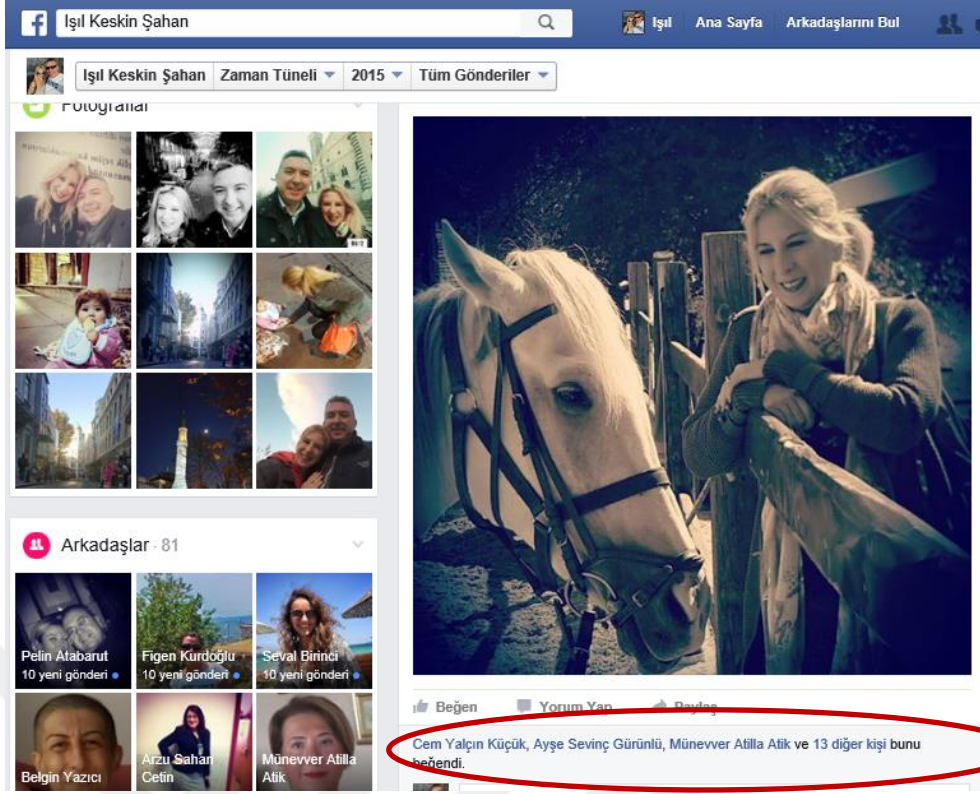 Işıl Keskin Şahan
Işıl Ana Sayfa Arkadaşlarını Bul
Işıl Keskin Şahan Zaman Tüneli 2015 Tüm Gönderiler
Fotoğraflar
Arkadaşlar · 81
Pelin Atabarut
10 yeni gönderi
Figen Kurdoğlu
10 yeni gönderi
Seval Birinci
10 yeni gönderi
Belgin Yazıcı
Arzu Sahan
Cetin
Münevver Atilla
Atik
Beğen Yorum Yap Paylaş
Cem Yalçın Küçük, Ayşe Sevinç Gürünlü, Münevver Atilla Atik ve 13 diğer kişi bunu
beğendi.